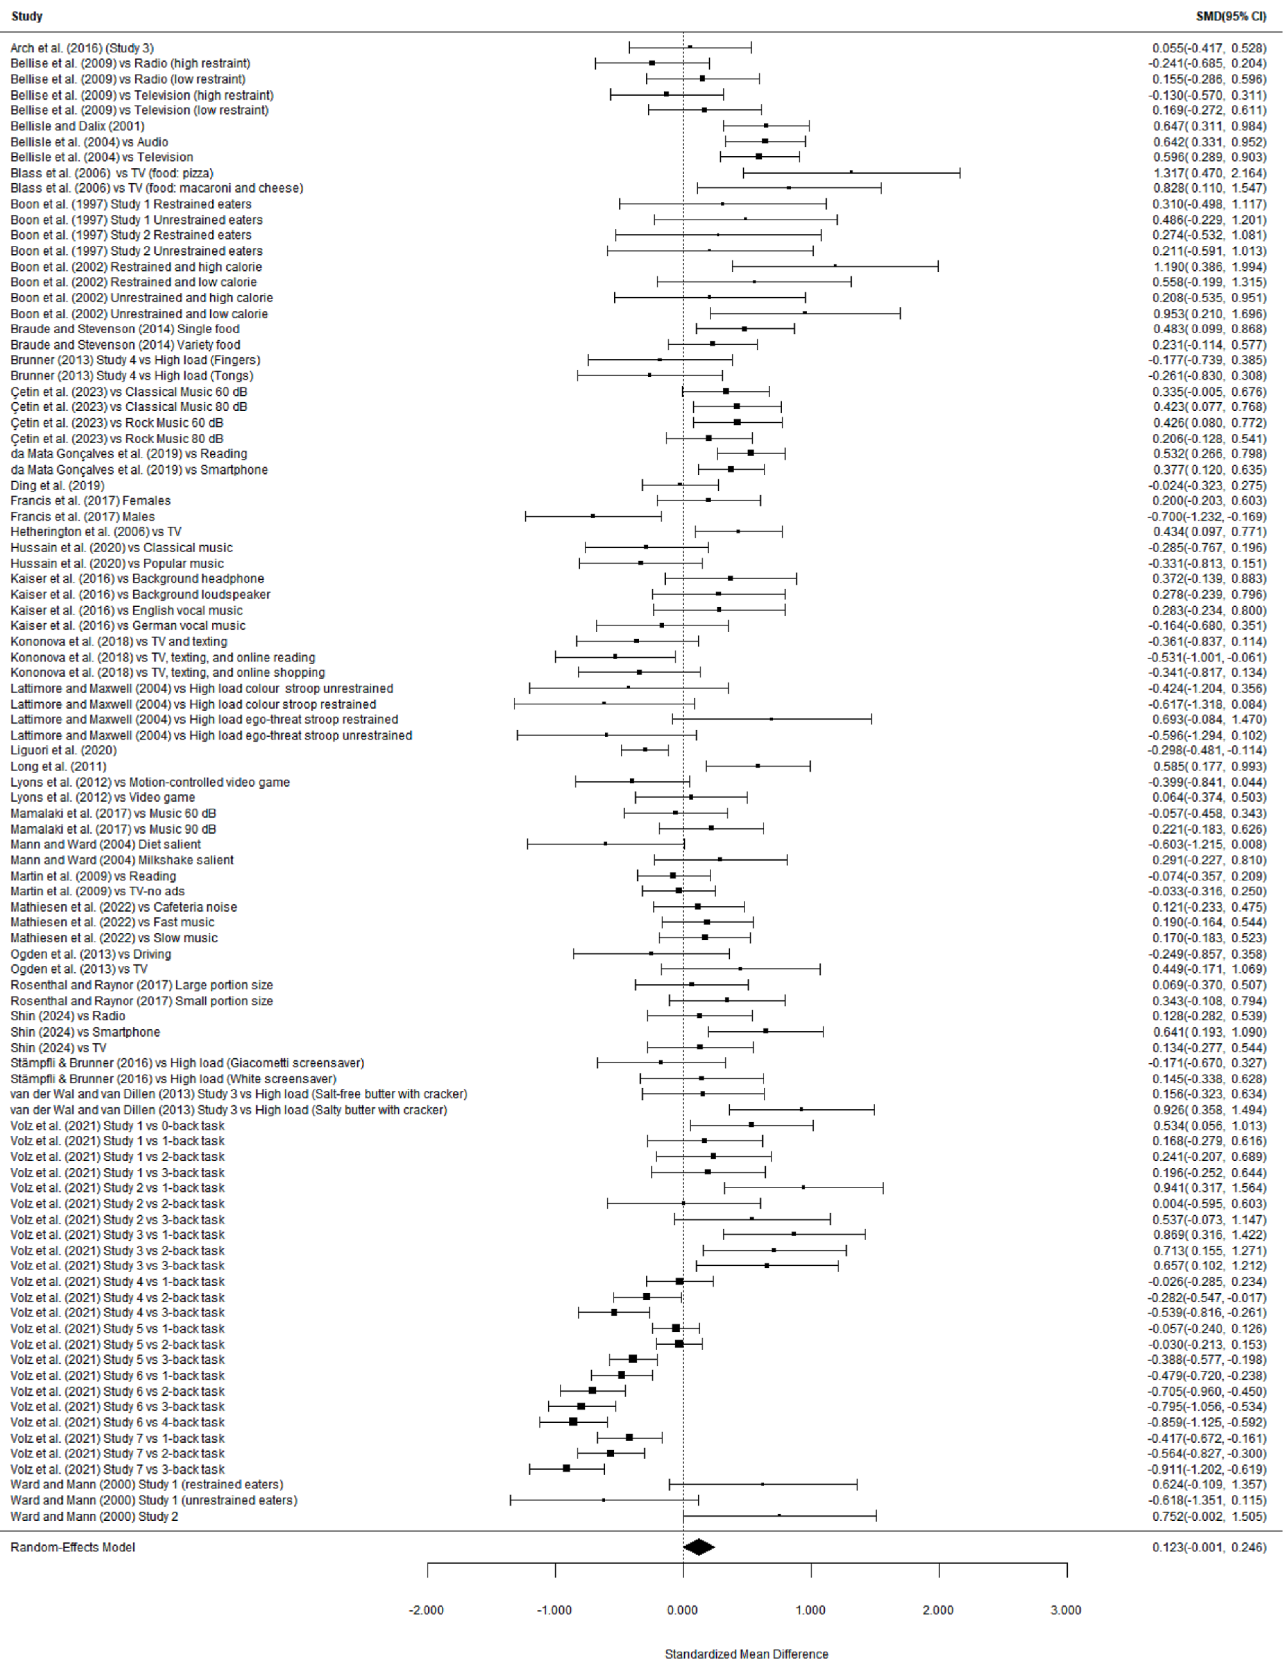 Study SMD(95% CI)
Arch et al. (2016) (Study 3) 0.055(-0.417, 0.528)
Bellise et al. (2009) vs Radio (high restraint) -0.241(-0.685, 0.204)
Bellise et al. (2009) vs Radio (low restraint) 0.155(-0.286, 0.596)
Bellise et al. (2009) vs Television (high restraint) -0.130(-0.570, 0.311)
Bellise et al. (2009) vs Television (low restraint) 0.169(-0.272, 0.611)
Bellisle and Dalix (2001) 0.647( 0.311, 0.984)
Bellisle et al. (2004) vs Audio 0.642( 0.331, 0.952)
Bellisle et al. (2004) vs Television 0.596( 0.289, 0.903)
Blass et al. (2006) vs TV (food: pizza) 1.317( 0.470, 2.164)
Blass et al. (2006) vs TV (food: macaroni and cheese) 0.828( 0.110, 1.547)
Boon et al. (1997) Study 1 Restrained eaters 0.310(-0.498, 1.117)
Boon et al. (1997) Study 1 Unrestrained eaters 0.486(-0.229, 1.201)
Boon et al. (1997) Study 2 Restrained eaters 0.274(-0.532, 1.081)
Boon et al. (1997) Study 2 Unrestrained eaters 0.211(-0.591, 1.013)
Boon et al. (2002) Restrained and high calorie 1.190( 0.386, 1.994)
Boon et al. (2002) Restrained and low calorie 0.558(-0.199, 1.315)
Boon et al. (2002) Unrestrained and high calorie 0.208(-0.535, 0.951)
Boon et al. (2002) Unrestrained and low calorie 0.953( 0.210, 1.696)
Braude and Stevenson (2014) Single food 0.483( 0.099, 0.868)
Braude and Stevenson (2014) Variety food 0.231(-0.114, 0.577)
Brunner (2013) Study 4 vs High load (Fingers) -0.177(-0.739, 0.385)
Brunner (2013) Study 4 vs High load (Tongs) -0.261(-0.830, 0.308)
Çetin et al. (2023) vs Classical Music 60 dB 0.335(-0.005, 0.676)
Çetin et al. (2023) vs Classical Music 80 dB 0.423( 0.077, 0.768)
Çetin et al. (2023) vs Rock Music 60 dB 0.426( 0.080, 0.772)
Çetin et al. (2023) vs Rock Music 80 dB 0.206(-0.128, 0.541)
da Mata Gonçalves et al. (2019) vs Reading 0.532( 0.266, 0.798)
da Mata Gonçalves et al. (2019) vs Smartphone 0.377( 0.120, 0.635)
Ding et al. (2019) -0.024(-0.323, 0.275)
Francis et al. (2017) Females 0.200(-0.203, 0.603)
Francis et al. (2017) Males -0.700(-1.232, -0.169)
Hetherington et al. (2006) vs TV 0.434( 0.097, 0.771)
Hussain et al. (2020) vs Classical music -0.285(-0.767, 0.196)
Hussain et al. (2020) vs Popular music -0.331(-0.813, 0.151)
Kaiser et al. (2016) vs Background headphone 0.372(-0.139, 0.883)
Kaiser et al. (2016) vs Background loudspeaker 0.278(-0.239, 0.796)
Kaiser et al. (2016) vs English vocal music 0.283(-0.234, 0.800)
Kaiser et al. (2016) vs German vocal music -0.164(-0.680, 0.351)
Kononova et al. (2018) vs TV and texting -0.361(-0.837, 0.114)
Kononova et al. (2018) vs TV, texting, and online reading -0.531(-1.001, -0.061)
Kononova et al. (2018) vs TV, texting, and online shopping -0.341(-0.817, 0.134)
Lattimore and Maxwell (2004) vs High load colour stroop unrestrained -0.424(-1.204, 0.356)
Lattimore and Maxwell (2004) vs High load colour stroop restrained -0.617(-1.318, 0.084)
Lattimore and Maxwell (2004) vs High load ego-threat stroop restrained 0.693(-0.084, 1.470)
Lattimore and Maxwell (2004) vs High load ego-threat stroop unrestrained -0.596(-1.294, 0.102)
Liguori et al. (2020) -0.298(-0.481, -0.114)
Long et al. (2011) 0.585( 0.177, 0.993)
Lyons et al. (2012) vs Motion-controlled video game -0.399(-0.841, 0.044)
Lyons et al. (2012) vs Video game 0.064(-0.374, 0.503)
Mamalaki et al. (2017) vs Music 60 dB -0.057(-0.458, 0.343)
Mamalaki et al. (2017) vs Music 90 dB 0.221(-0.183, 0.626)
Mann and Ward (2004) Diet salient -0.603(-1.215, 0.008)
Mann and Ward (2004) Milkshake salient 0.291(-0.227, 0.810)
Martin et al. (2009) vs Reading -0.074(-0.357, 0.209)
Martin et al. (2009) vs TV-no ads -0.033(-0.316, 0.250)
Mathiesen et al. (2022) vs Cafeteria noise 0.121(-0.233, 0.475)
Mathiesen et al. (2022) vs Fast music 0.190(-0.164, 0.544)
Mathiesen et al. (2022) vs Slow music 0.170(-0.183, 0.523)
Ogden et al. (2013) vs Driving -0.249(-0.857, 0.358)
Ogden et al. (2013) vs TV 0.449(-0.171, 1.069)
Rosenthal and Raynor (2017) Large portion size 0.069(-0.370, 0.507)
Rosenthal and Raynor (2017) Small portion size 0.343(-0.108, 0.794)
Shin (2024) vs Radio 0.128(-0.282, 0.539)
Shin (2024) vs Smartphone 0.641( 0.193, 1.090)
Shin (2024) vs TV 0.134(-0.277, 0.544)
Stämpfli & Brunner (2016) vs High load (Giacometti screensaver) -0.171(-0.670, 0.327)
Stämpfli & Brunner (2016) vs High load (White screensaver) 0.145(-0.338, 0.628)
van der Wal and van Dillen (2013) Study 3 vs High load (Salt-free butter with cracker) 0.156(-0.323, 0.634)
van der Wal and van Dillen (2013) Study 3 vs High load (Salty butter with cracker) 0.926( 0.358, 1.494)
Volz et al. (2021) Study 1 vs 0-back task 0.534( 0.056, 1.013)
Volz et al. (2021) Study 1 vs 1-back task 0.168(-0.279, 0.616)
Volz et al. (2021) Study 1 vs 2-back task 0.241(-0.207, 0.689)
Volz et al. (2021) Study 1 vs 3-back task 0.196(-0.252, 0.644)
Volz et al. (2021) Study 2 vs 1-back task 0.941( 0.317, 1.564)
Volz et al. (2021) Study 2 vs 2-back task 0.004(-0.595, 0.603)
Volz et al. (2021) Study 2 vs 3-back task 0.537(-0.073, 1.147)
Volz et al. (2021) Study 3 vs 1-back task 0.869( 0.316, 1.422)
Volz et al. (2021) Study 3 vs 2-back task 0.713( 0.155, 1.271)
Volz et al. (2021) Study 3 vs 3-back task 0.657( 0.102, 1.212)
Volz et al. (2021) Study 4 vs 1-back task -0.026(-0.285, 0.234)
Volz et al. (2021) Study 4 vs 2-back task -0.282(-0.547, -0.017)
Volz et al. (2021) Study 4 vs 3-back task -0.539(-0.816, -0.261)
Volz et al. (2021) Study 5 vs 1-back task -0.057(-0.240, 0.126)
Volz et al. (2021) Study 5 vs 2-back task -0.030(-0.213, 0.153)
Volz et al. (2021) Study 5 vs 3-back task -0.388(-0.577, -0.198)
Volz et al. (2021) Study 6 vs 1-back task -0.479(-0.720, -0.238)
Volz et al. (2021) Study 6 vs 2-back task -0.705(-0.960, -0.450)
Volz et al. (2021) Study 6 vs 3-back task -0.795(-1.056, -0.534)
Volz et al. (2021) Study 6 vs 4-back task -0.859(-1.125, -0.592)
Volz et al. (2021) Study 7 vs 1-back task -0.417(-0.672, -0.161)
Volz et al. (2021) Study 7 vs 2-back task -0.564(-0.827, -0.300)
Volz et al. (2021) Study 7 vs 3-back task -0.911(-1.202, -0.619)
Ward and Mann (2000) Study 1 (restrained eaters) 0.624(-0.109, 1.357)
Ward and Mann (2000) Study 1 (unrestrained eaters) -0.618(-1.351, 0.115)
Ward and Mann (2000) Study 2 0.752(-0.002, 1.505)
Random-Effects Model 0.123(-0.001, 0.246)
-2.000 -1.000 0.000 1.000 2.000 3.000
Standardized Mean Difference